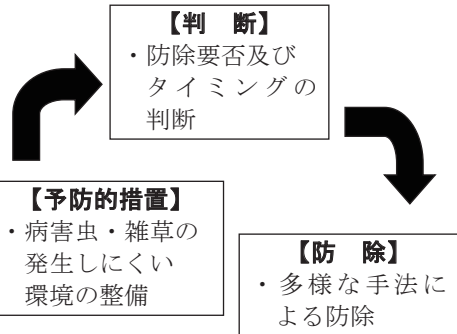 【判　断】
・防除要否及び
タイミングの
判断
【予防的措置】
・病害虫・雑草の
発生しにくい
環境の整備
【防　除】
・多様な手法に
よる防除